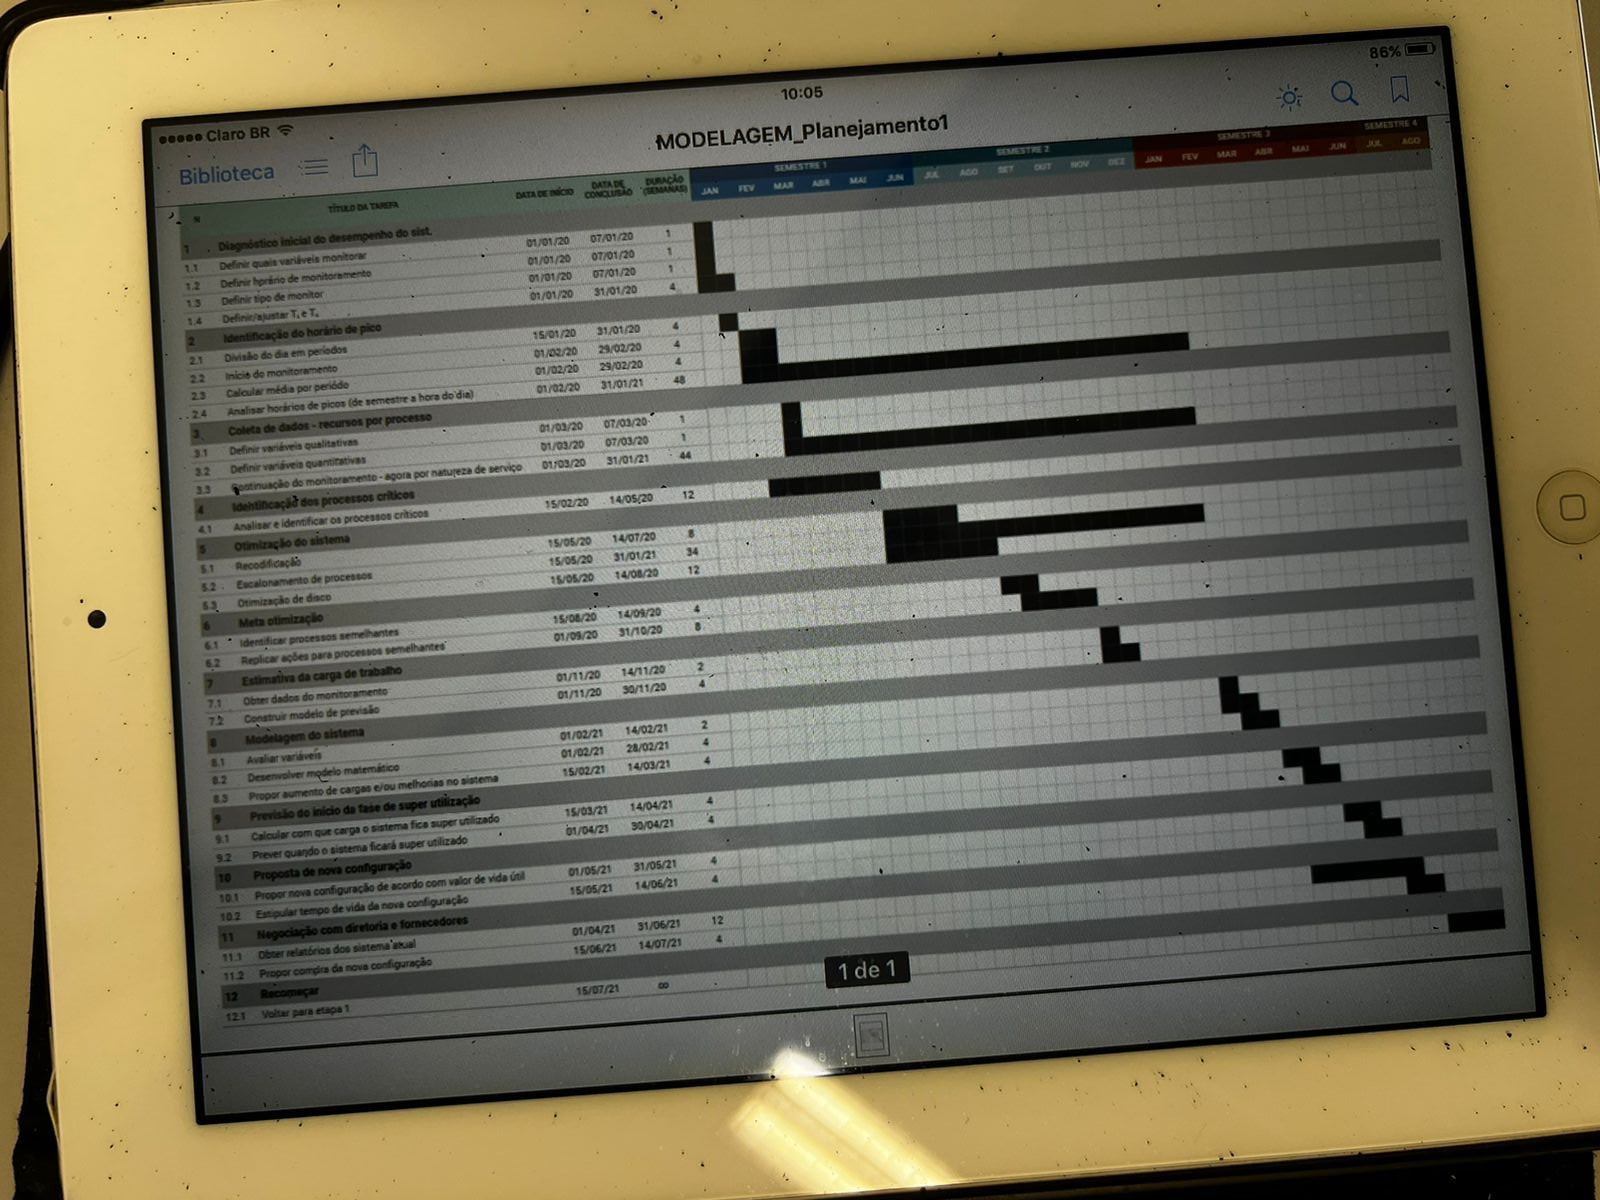 86%
10:05
●●●●● Claro BR
MODELAGEM_Planejamento1
Biblioteca
SEMESTRE 1 SEMESTRE 2 SEMESTRE 3 SEMESTRE 4
N TÍTULO DA TAREFA DATA DE INÍCIO DATA DE CONCLUSÃO DURAÇÃO (SEMANAS) JAN FEV MAR ABR MAI JUN JUL AGO SET OUT NOV DEZ JAN FEV MAR ABR MAI JUN JUL AGO
1 Diagnóstico inicial do desempenho do sist.
1.1 Definir quais variáveis monitorar 01/01/20 07/01/20 1
1.2 Definir horário de monitoramento 01/01/20 07/01/20 1
1.3 Definir tipo de monitor 01/01/20 07/01/20 1
1.4 Definir/ajustar 01/01/20 31/01/20 4
2 Identificação do horário de pico
2.1 Divisão do dia em períodos 15/01/20 31/01/20 4
2.2 Início do monitoramento 01/02/20 29/02/20 4
2.3 Calcular média por período 01/02/20 29/02/20 4
2.4 Analisar horários de picos (de semestre a hora do dia) 01/02/20 31/01/21 48
3 Coleta de dados - recursos por processo
3.1 Definir variáveis qualitativas 01/03/20 07/03/20 1
3.2 Definir variáveis quantitativas 01/03/20 07/03/20 1
3.3 Continuação do monitoramento - agora por natureza de serviço 01/03/20 31/01/21 44
4 Identificação dos processos críticos
4.1 Analisar e identificar os processos críticos 15/02/20 14/05/20 12
5 Otimização do sistema
5.1 Recodificação 15/05/20 14/07/20 8
5.2 Escalonamento de processos 15/05/20 31/01/21 34
5.3 Otimização de disco 15/05/20 14/08/20 12
6 Meta otimização
6.1 Identificar processos semelhantes 15/08/20 14/09/20 4
6.2 Replicar ações para processos semelhantes 01/09/20 31/10/20 8
7 Estimativa da carga de trabalho
7.1 Obter dados do monitoramento 01/11/20 14/11/20 2
7.2 Construir modelo de previsão 01/11/20 30/11/20 4
8 Modelagem do sistema
8.1 Avaliar variáveis 01/02/21 14/02/21 2
8.2 Desenvolver modelo matemático 01/02/21 28/02/21 4
8.3 Propor aumento de cargas e/ou melhorias no sistema 15/02/21 14/03/21 4
9 Previsão do início da fase de super utilização
9.1 Calcular com que carga o sistema fica super utilizado 15/03/21 14/04/21 4
9.2 Prever quando o sistema ficará super utilizado 01/04/21 30/04/21 4
10 Proposta de nova configuração
10.1 Propor nova configuração de acordo com valor de vida útil 01/05/21 31/05/21 4
10.2 Estipular tempo de vida da nova configuração 15/05/21 14/06/21 4
11 Negociação com diretoria e fornecedores
11.1 Obter relatórios dos sistema atual 01/04/21 31/06/21 12
11.2 Propor compra da nova configuração 15/06/21 14/07/21 4
12 Recomeçar
12.1 Voltar para etapa 1 15/07/21 ∞
1 de 1